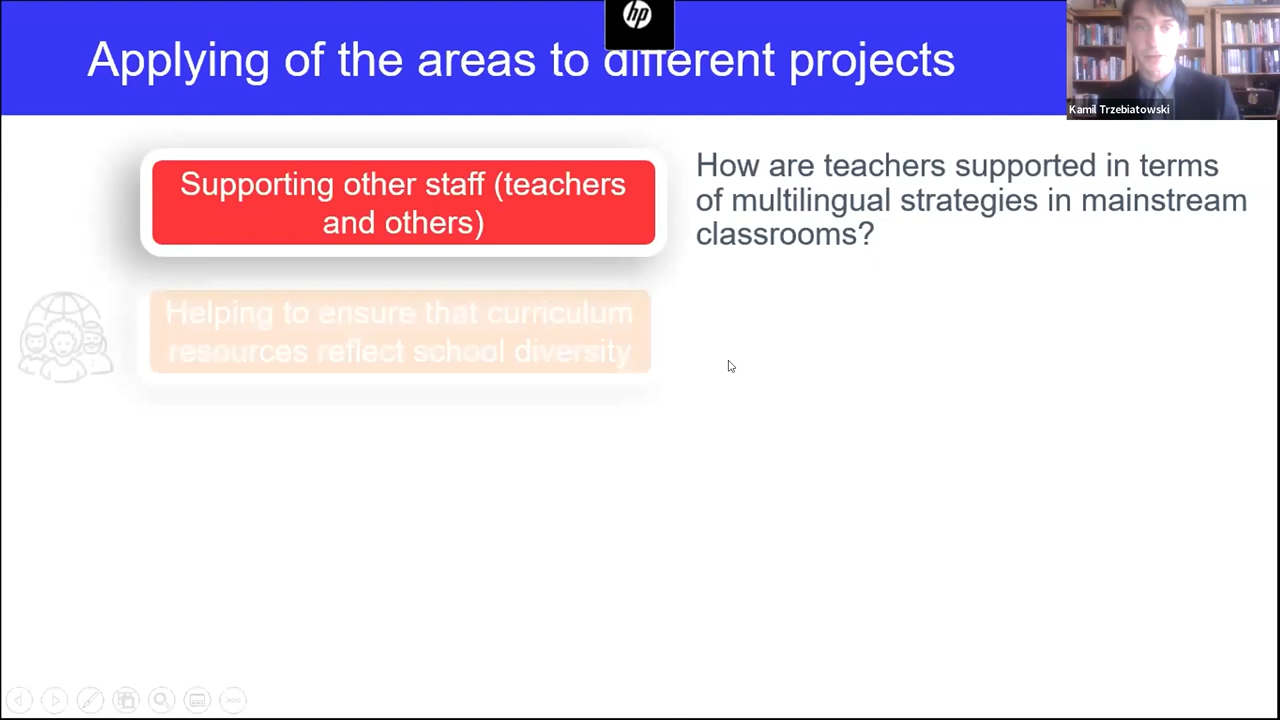 hp
Applying of the areas to different projects
Kamil Trzebiatowski
Supporting other staff (teachers
and others)
How are teachers supported in terms
of multilingual strategies in mainstream
classrooms?
Helping to ensure that curriculum
resources reflect school diversity